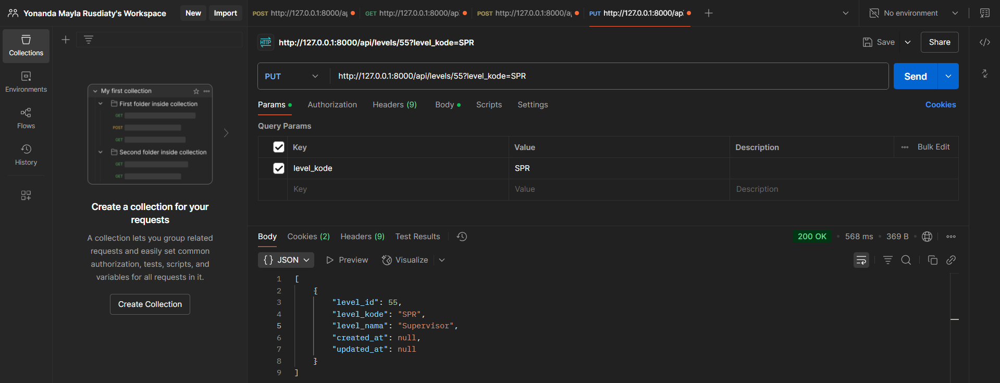 Yonanda Mayla Rusdiaty's Workspace
New
Import
POST http://127.0.0.1:8000/ap
GET http://127.0.0.1:8000/api
POST http://127.0.0.1:8000/ap
PUT http://127.0.0.1:8000/api
No environment
Collections
Environments
Flows
History
My first collection
First folder inside collection
GET
POST
GET
Second folder inside collection
GET
GET
Create a collection for your
requests
A collection lets you group related
requests and easily set common
authorization, tests, scripts, and
variables for all requests in it.
Create Collection
HTTP
http://127.0.0.1:8000/api/levels/55?level_kode=SPR
Save
Share
PUT
http://127.0.0.1:8000/api/levels/55?level_kode=SPR
Send
Params
Authorization
Headers (9)
Body
Scripts
Settings
Cookies
Query Params
Key Value Description Bulk Edit
level_kode SPR
Key Value Description
Body
Cookies (2)
Headers (9)
Test Results
200 OK
568 ms
369 B
{} JSON
Preview
Visualize
1 [
2 {
3 "level_id": 55,
4 "level_kode": "SPR",
5 "level_nama": "Supervisor",
6 "created_at": null,
7 "updated_at": null
8 }
9 ]